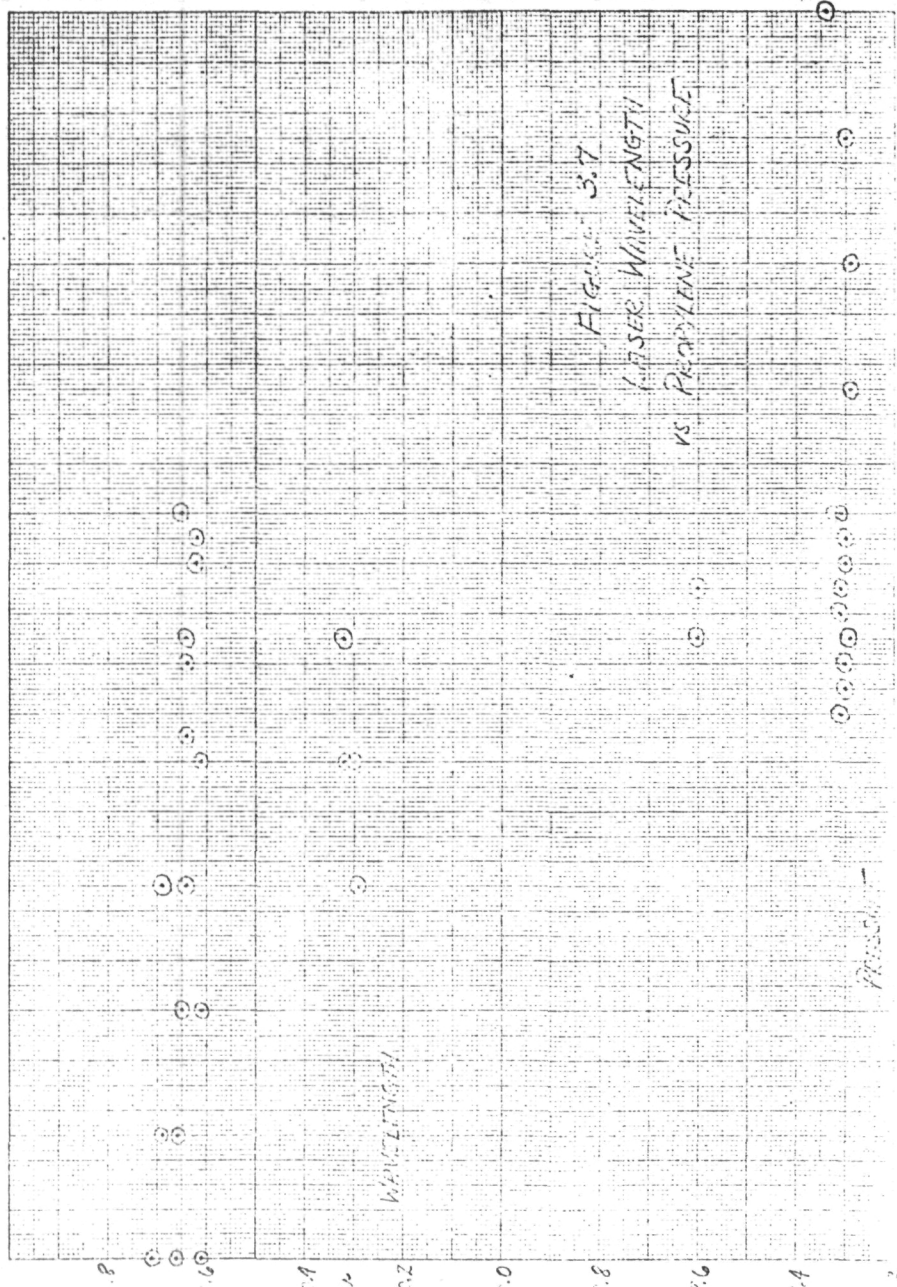 FIGURE 3.7
LASER WAVELENGTH
VS PROPYLENE PRESSURE
WAVELENGTH
.8
.6
.4
.2
.0
.8
.6
.4